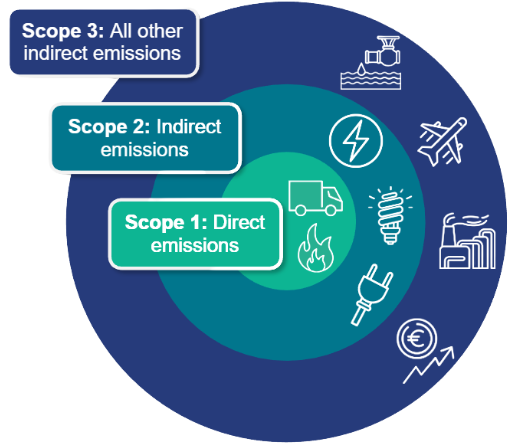 Scope 3: All other
indirect emissions
Scope 2: Indirect
emissions
Scope 1: Direct
emissions
€